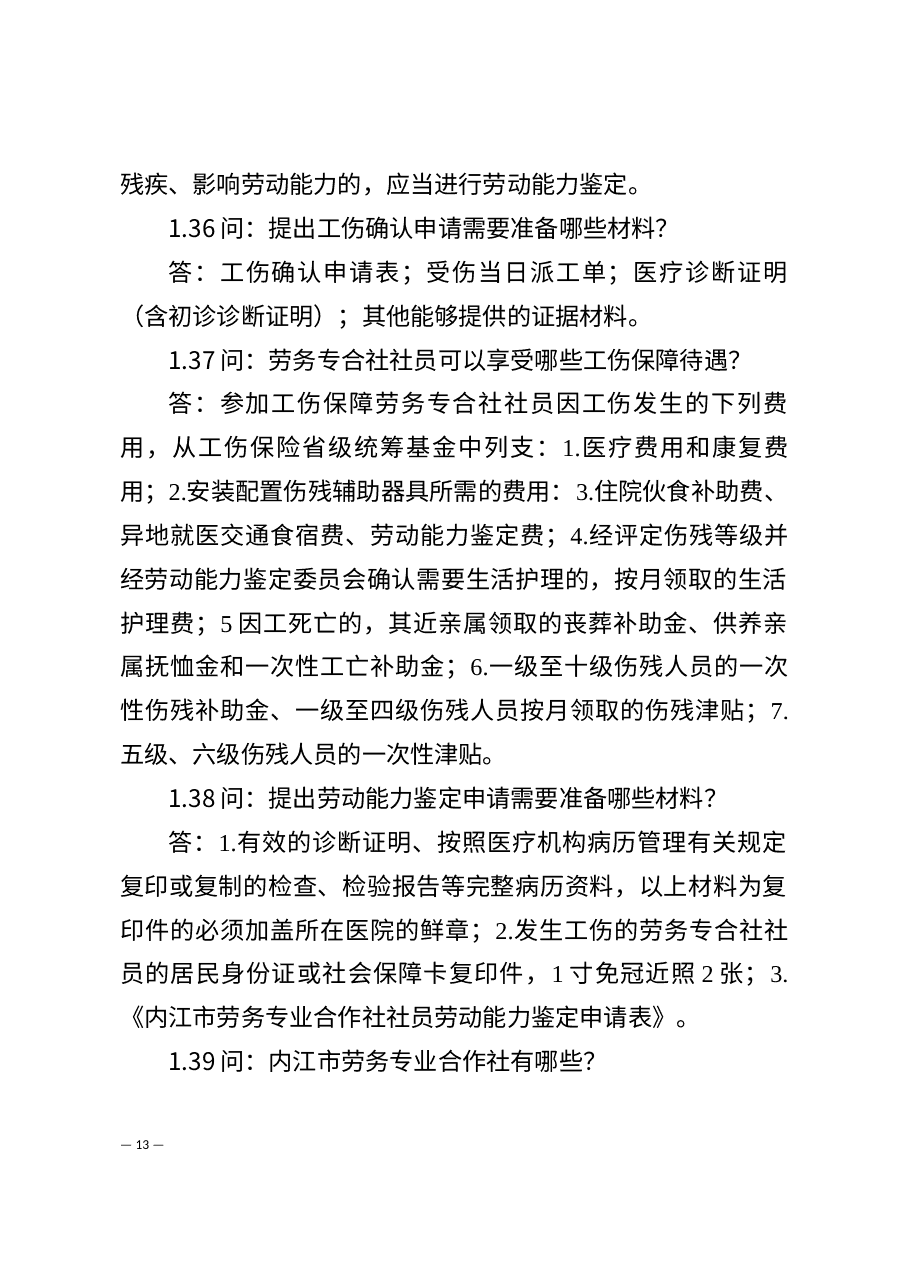 残疾、影响劳动能力的，应当进行劳动能力鉴定。
1.36 问：提出工伤确认申请需要准备哪些材料？
答：工伤确认申请表；受伤当日派工单；医疗诊断证明
（含初诊诊断证明）；其他能够提供的证据材料。
1.37 问：劳务专合社社员可以享受哪些工伤保障待遇？
答：参加工伤保障劳务专合社社员因工伤发生的下列费
用，从工伤保险省级统筹基金中列支：1.医疗费用和康复费
用；2.安装配置伤残辅助器具所需的费用：3.住院伙食补助费、
异地就医交通食宿费、劳动能力鉴定费；4.经评定伤残等级并
经劳动能力鉴定委员会确认需要生活护理的，按月领取的生活
护理费；5 因工死亡的，其近亲属领取的丧葬补助金、供养亲
属抚恤金和一次性工亡补助金；6.一级至十级伤残人员的一次
性伤残补助金、一级至四级伤残人员按月领取的伤残津贴；7.
五级、六级伤残人员的一次性津贴。
1.38 问：提出劳动能力鉴定申请需要准备哪些材料？
答：1.有效的诊断证明、按照医疗机构病历管理有关规定
复印或复制的检查、检验报告等完整病历资料，以上材料为复
印件的必须加盖所在医院的鲜章；2.发生工伤的劳务专合社社
员的居民身份证或社会保障卡复印件，1 寸免冠近照 2 张；3.
《内江市劳务专业合作社社员劳动能力鉴定申请表》。
1.39 问：内江市劳务专业合作社有哪些？
— 13 —